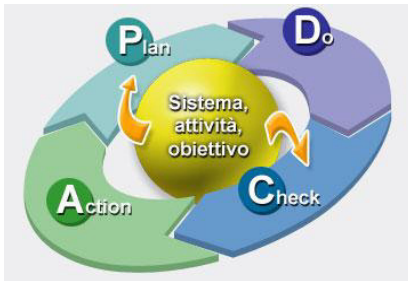 Plan
Do
Sistema,
attività,
obiettivo
Check
Action